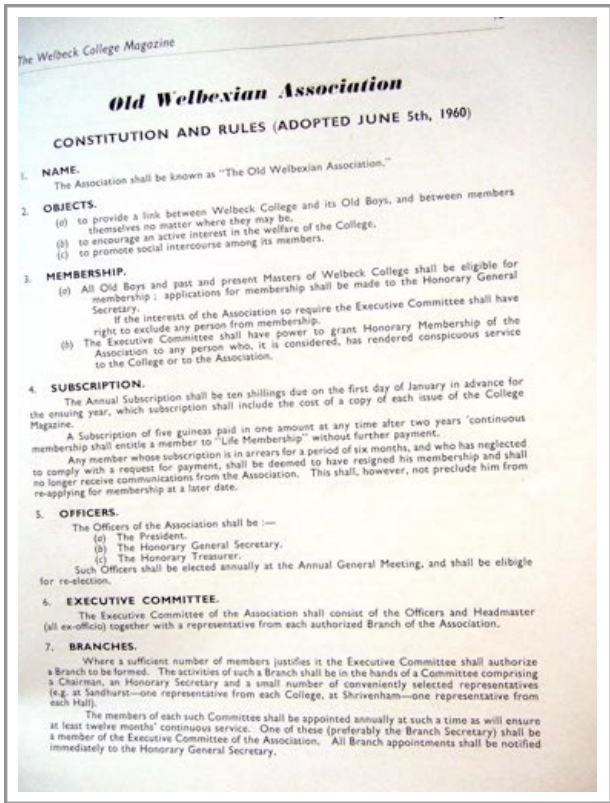 The Welbeck College Magazine
Old Welbexian Association
CONSTITUTION AND RULES (ADOPTED JUNE 5th, 1960)
1. NAME.
The Association shall be known as "The Old Welbexian Association."
2. OBJECTS.
(a) to provide a link between Welbeck College and its Old Boys, and between members
themselves no matter where they may be.
(b) to encourage an active interest in the welfare of the College.
(c) to promote social intercourse among its members.
3. MEMBERSHIP.
(a) All Old Boys and past and present Masters of Welbeck College shall be eligible for
membership ; applications for membership shall be made to the Honorary General
Secretary.
If the interests of the Association so require the Executive Committee shall have
right to exclude any person from membership.
(b) The Executive Committee shall have power to grant Honorary Membership of the
Association to any person who, it is considered, has rendered conspicuous service
to the College or to the Association.
4. SUBSCRIPTION.
The Annual Subscription shall be ten shillings due on the first day of January in advance for
the ensuing year, which subscription shall include the cost of a copy of each issue of the College
Magazine.
A Subscription of five guineas paid in one amount at any time after two years 'continuous
membership shall entitle a member to "Life Membership" without further payment.
Any member whose subscription is in arrears for a period of six months, and who has neglected
to comply with a request for payment, shall be deemed to have resigned his membership and shall
no longer receive communications from the Association. This shall, however, not preclude him from
re-applying for membership at a later date.
5. OFFICERS.
The Officers of the Association shall be :—
(a) The President.
(b) The Honorary General Secretary.
(c) The Honorary Treasurer.
Such Officers shall be elected annually at the Annual General Meeting, and shall be elibigle
for re-election.
6. EXECUTIVE COMMITTEE.
The Executive Committee of the Association shall consist of the Officers and Headmaster
(all ex-officio) together with a representative from each authorized Branch of the Association.
7. BRANCHES.
Where a sufficient number of members justifies it the Executive Committee shall authorize
a Branch to be formed. The activities of such a Branch shall be in the hands of a Committee comprising
a Chairman, an Honorary Secretary and a small number of conveniently selected representatives
(e.g. at Sandhurst—one representative from each College, at Shrivenham—one representative from
each Hall).
The members of each such Committee shall be appointed annually at such a time as will ensure
at least twelve months' continuous service. One of these (preferably the Branch Secretary) shall be
a member of the Executive Committee of the Association. All Branch appointments shall be notified
immediately to the Honorary General Secretary.